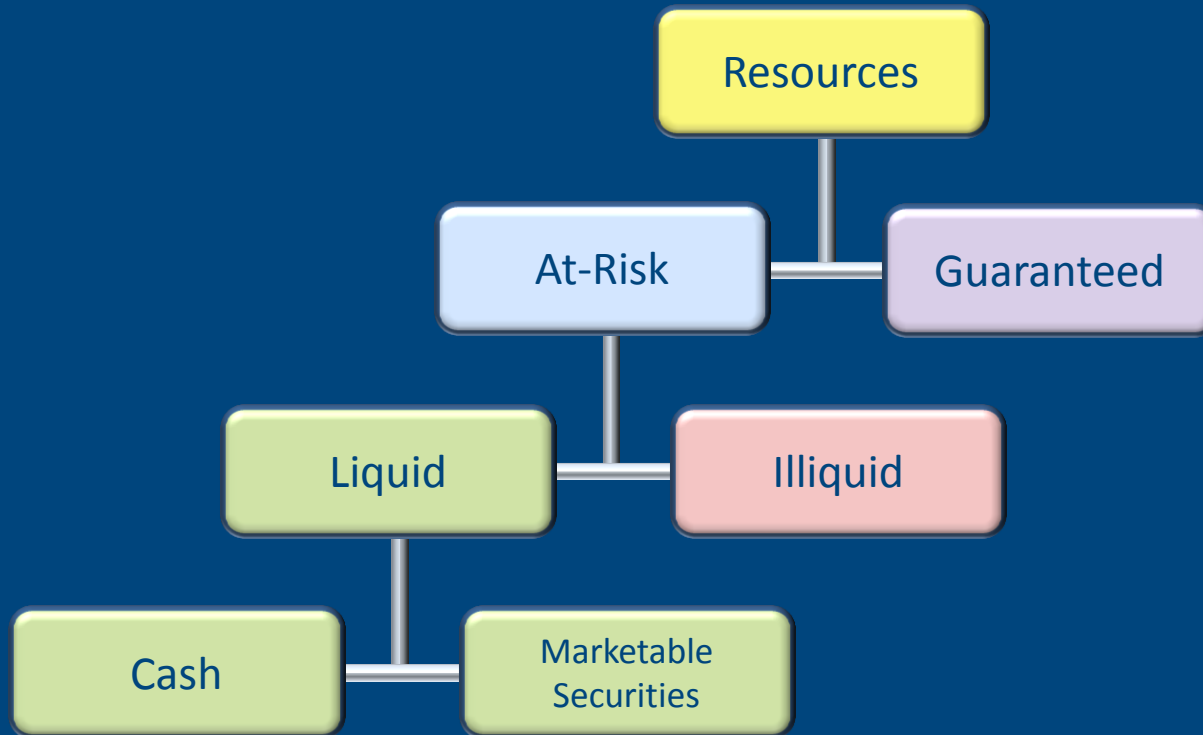 Resources
At-Risk
Guaranteed
Liquid
Illiquid
Cash
Marketable
Securities